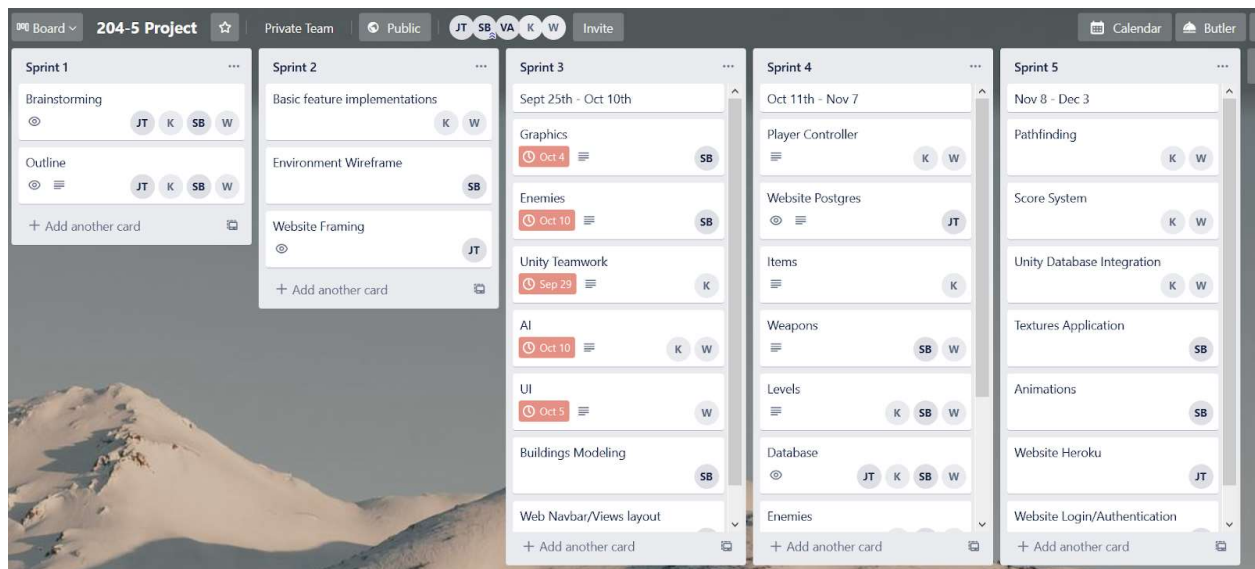 Board 204-5 Project Private Team Public JT SB VA K W Invite Calendar Butler
Sprint 1
Brainstorming
JT K SB W
Outline
JT K SB W
+ Add another card
Sprint 2
Basic feature implementations
K W
Environment Wireframe
SB
Website Framing
JT
+ Add another card
Sprint 3
Sept 25th - Oct 10th
Graphics
Oct 4 SB
Enemies
Oct 10 SB
Unity Teamwork
Sep 29 K
AI
Oct 10 K W
UI
Oct 5 W
Buildings Modeling
SB
Web Navbar/Views layout
+ Add another card
Sprint 4
Oct 11th - Nov 7
Player Controller
K W
Website Postgres
JT
Items
K
Weapons
SB W
Levels
K SB W
Database
JT K SB W
Enemies
+ Add another card
Sprint 5
Nov 8 - Dec 3
Pathfinding
K W
Score System
K W
Unity Database Integration
K W
Textures Application
SB
Animations
SB
Website Heroku
JT
Website Login/Authentication
+ Add another card